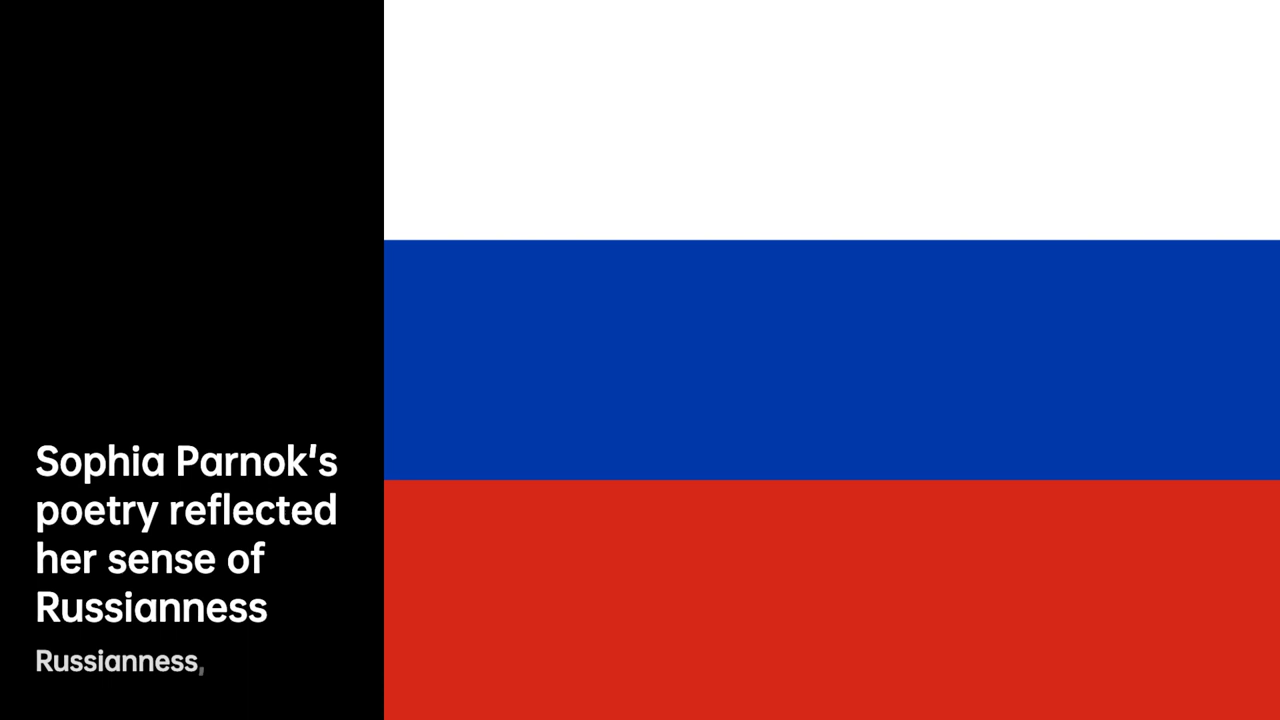 Sophia Parnok's
poetry reflected
her sense of
Russianness
Russianness,